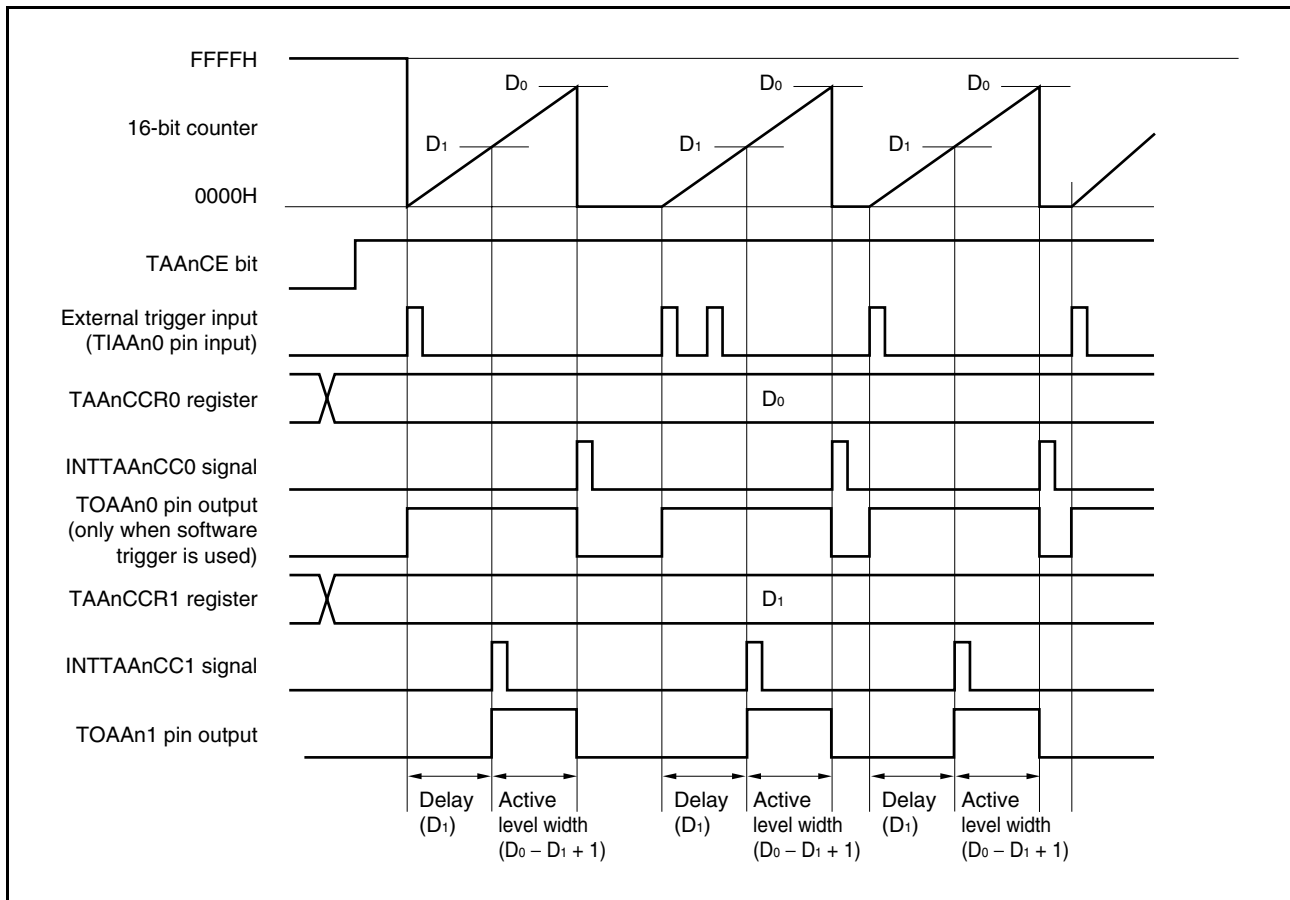 FFFFH
D0 D0 D0
16-bit counter
D1 D1 D1
0000H
TAAnCE bit
External trigger input
(TIAAn0 pin input)
TAAnCCR0 register
D0
INTTAAnCC0 signal
TOAAn0 pin output
(only when software
trigger is used)
TAAnCCR1 register
D1
INTTAAnCC1 signal
TOAAn1 pin output
Delay
(D1)
Active
level width
(D0 – D1 + 1)
Delay
(D1)
Active
level width
(D0 – D1 + 1)
Delay
(D1)
Active
level width
(D0 – D1 + 1)